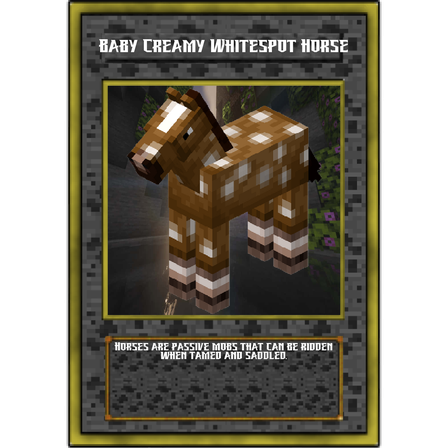 Baby Creamy Whitespot Horse
Horses are passive mobs that can be ridden
when tamed and saddled.